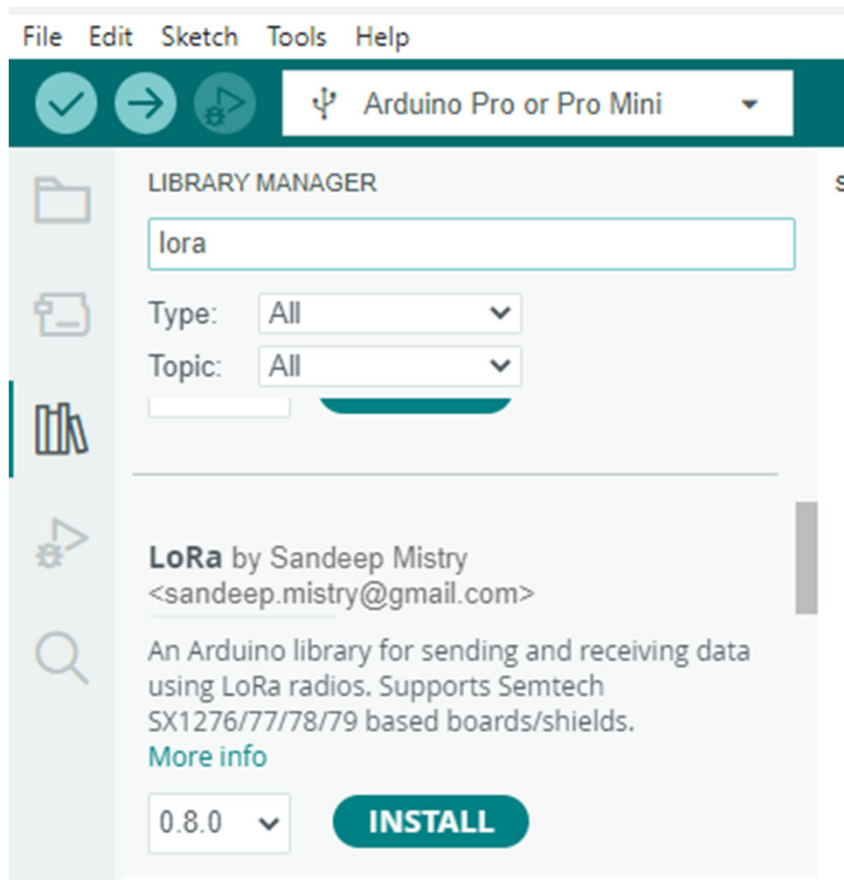 File Edit Sketch Tools Help
Arduino Pro or Pro Mini
LIBRARY MANAGER
lora
Type: All
Topic: All
LoRa by Sandeep Mistry
<sandeep.mistry@gmail.com>
An Arduino library for sending and receiving data
using LoRa radios. Supports Semtech
SX1276/77/78/79 based boards/shields.
More info
0.8.0 INSTALL